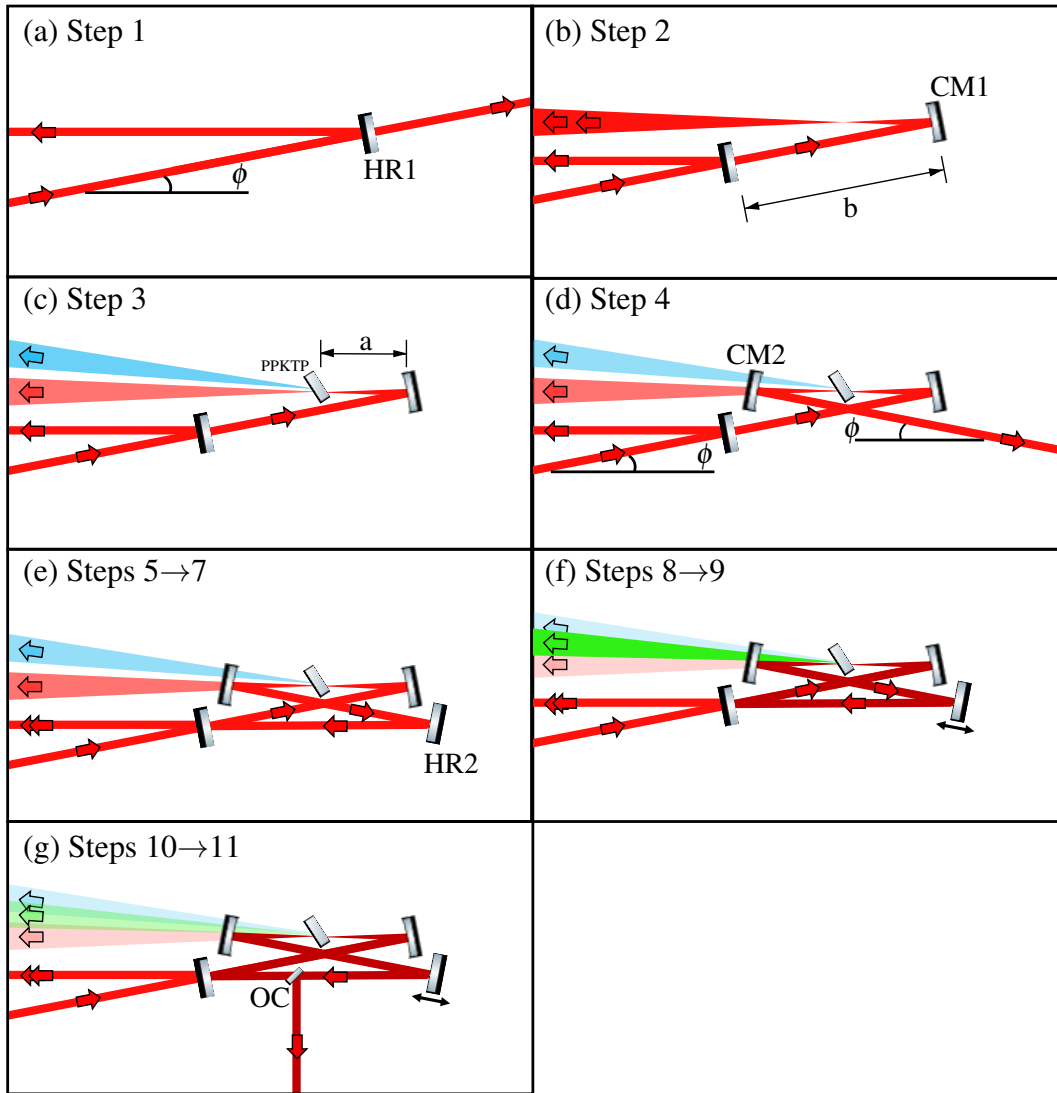 (a) Step 1
HR1
ϕ
(b) Step 2
CM1
b
(c) Step 3
PPKTP
a
(d) Step 4
CM2
ϕ
ϕ
(e) Steps 5→7
HR2
(f) Steps 8→9
(g) Steps 10→11
OC